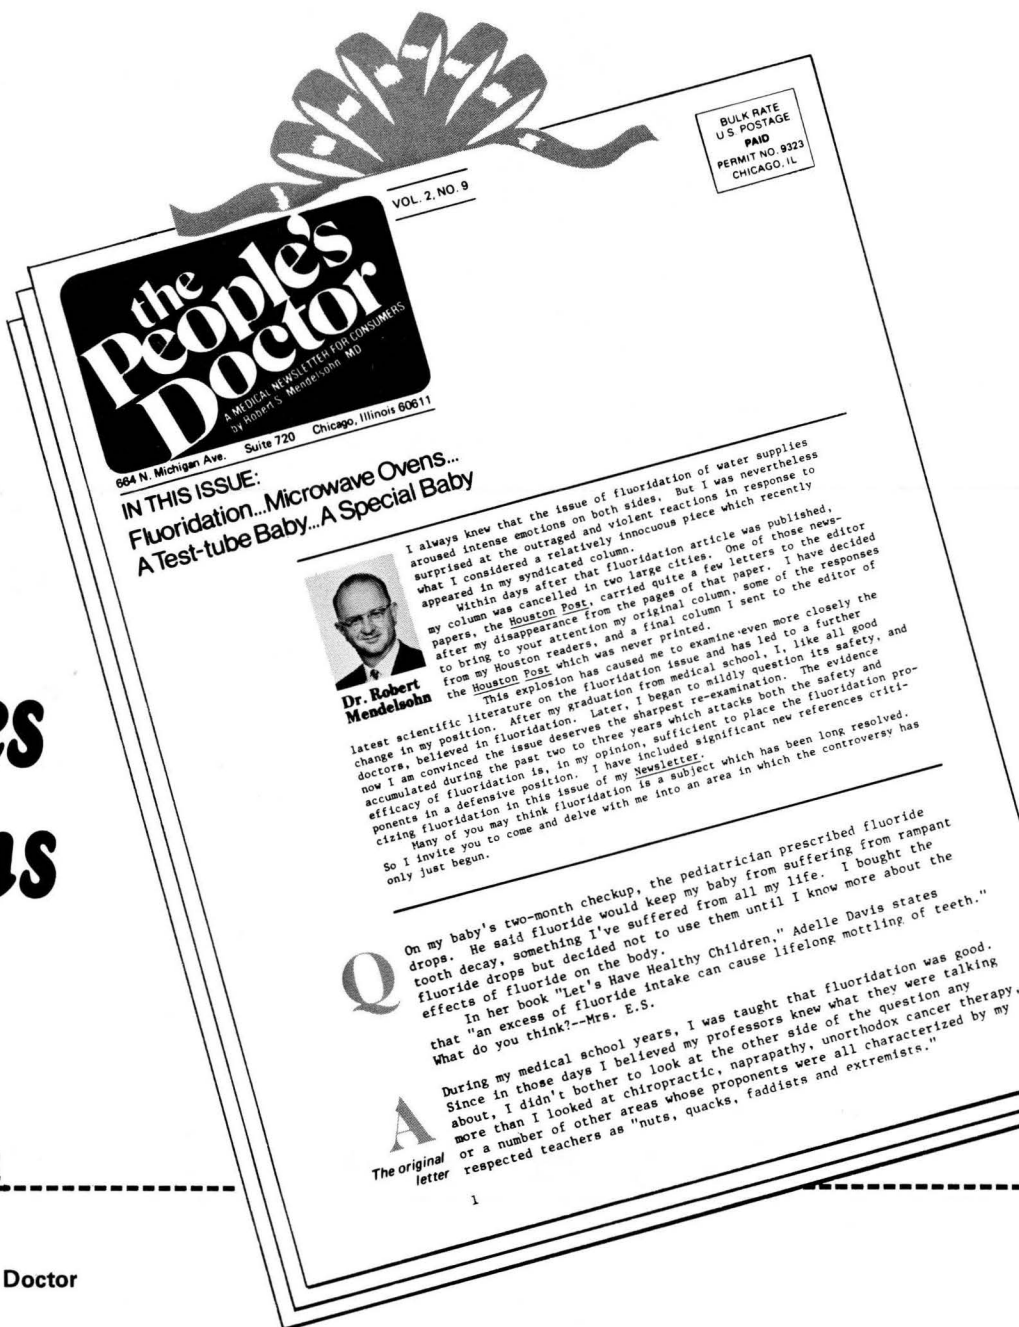 BULK RATE
U.S. POSTAGE
PAID
PERMIT NO. 9323
CHICAGO, IL
VOL. 2, NO. 9
the
People's
Doctor
A MEDICAL NEWSLETTER FOR CONSUMERS
by Robert S. Mendelsohn MD
664 N. Michigan Ave. Suite 720 Chicago, Illinois 60611
IN THIS ISSUE:
Fluoridation...Microwave Ovens...
A Test-tube Baby...A Special Baby
Dr. Robert
Mendelsohn
I always knew that the issue of fluoridation of water supplies
aroused intense emotions on both sides. But I was nevertheless
surprised at the outraged and violent reactions in response to
what I considered a relatively innocuous piece which recently
appeared in my syndicated column.
Within days after that fluoridation article was published,
my column was cancelled in two large cities. One of those news-
papers, the Houston Post, carried quite a few letters to the editor
after my disappearance from the pages of that paper. I have decided
to bring to your attention my original column, some of the responses
from my Houston readers, and a final column I sent to the editor of
the Houston Post which was never printed.
This explosion has caused me to examine even more closely the
latest scientific literature on the fluoridation issue and has led to a further
change in my position. After my graduation from medical school, I, like all good
doctors, believed in fluoridation. Later, I began to mildly question its safety, and
now I am convinced the issue deserves the sharpest re-examination. The evidence
accumulated during the past two to three years which attacks both the safety and
efficacy of fluoridation is, in my opinion, sufficient to place the fluoridation pro-
ponents in a defensive position. I have included significant new references criti-
cizing fluoridation in this issue of my Newsletter.
Many of you may think fluoridation is a subject which has been long resolved.
So I invite you to come and delve with me into an area in which the controversy has
only just begun.
Q
On my baby's two-month checkup, the pediatrician prescribed fluoride
drops. He said fluoride would keep my baby from suffering from rampant
tooth decay, something I've suffered from all my life. I bought the
fluoride drops but decided not to use them until I know more about the
effects of fluoride on the body.
In her book "Let's Have Healthy Children," Adelle Davis states
that "an excess of fluoride intake can cause lifelong mottling of teeth."
What do you think?--Mrs. E.S.
A
The original
letter
During my medical school years, I was taught that fluoridation was good.
Since in those days I believed my professors knew what they were talking
about, I didn't bother to look at the other side of the question any
more than I looked at chiropractic, naprapathy, unorthodox cancer therapy,
or a number of other areas whose proponents were all characterized by my
respected teachers as "nuts, quacks, faddists and extremists."
1
Doctor